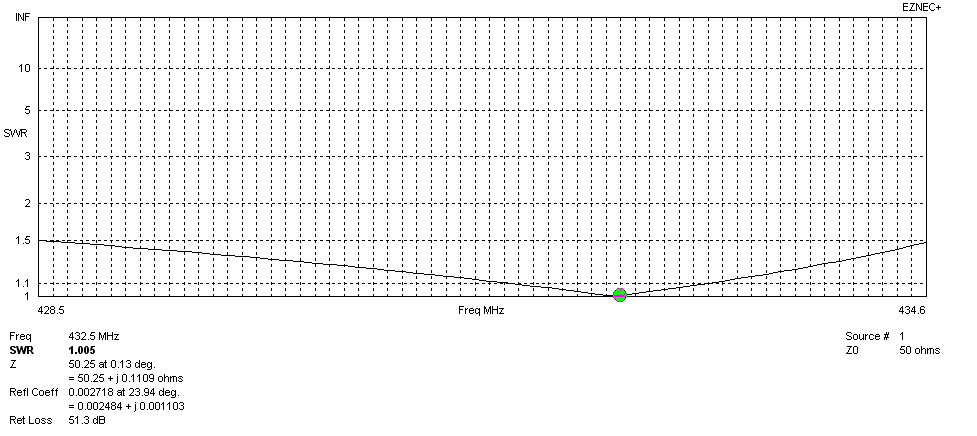 EZNEC+
INF
10
5
SWR
3
2
1.5
1.1
1
428.5 Freq MHz 434.6
Freq 432.5 MHz Source # 1
SWR 1.005 Z0 50 ohms
Z 50.25 at 0.13 deg.
= 50.25 + j 0.1109 ohms
Refl Coeff 0.002718 at 23.94 deg.
= 0.002484 + j 0.001103
Ret Loss 51.3 dB